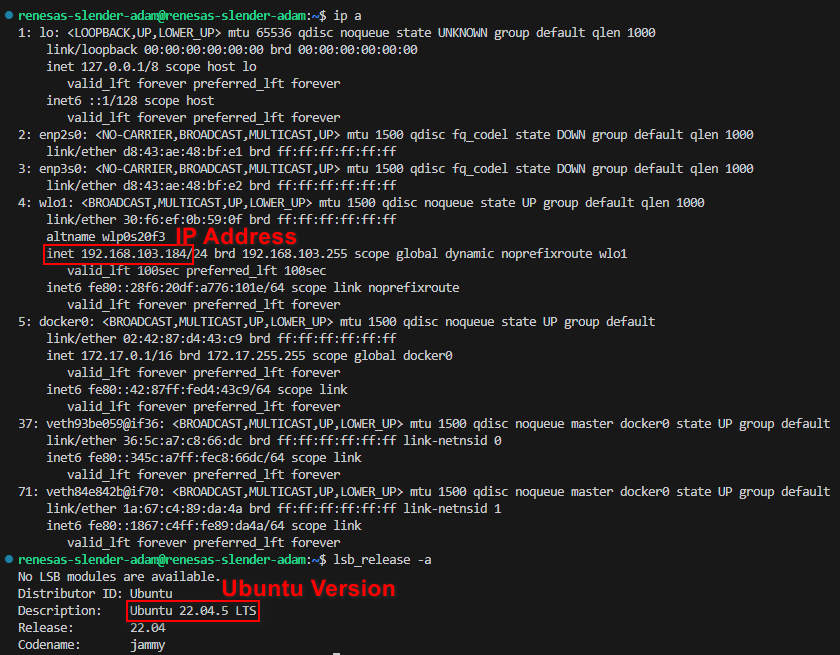 renesas-slender-adam@renesas-slender-adam:~$ ip a
1: lo: <LOOPBACK,UP,LOWER_UP> mtu 65536 qdisc noqueue state UNKNOWN group default qlen 1000
link/loopback 00:00:00:00:00:00 brd 00:00:00:00:00:00
inet 127.0.0.1/8 scope host lo
valid_lft forever preferred_lft forever
inet6 ::1/128 scope host
valid_lft forever preferred_lft forever
2: enp2s0: <NO-CARRIER,BROADCAST,MULTICAST,UP> mtu 1500 qdisc fq_codel state DOWN group default qlen 1000
link/ether d8:43:ae:48:bf:e1 brd ff:ff:ff:ff:ff:ff
3: enp3s0: <NO-CARRIER,BROADCAST,MULTICAST,UP> mtu 1500 qdisc fq_codel state DOWN group default qlen 1000
link/ether d8:43:ae:48:bf:e2 brd ff:ff:ff:ff:ff:ff
4: wlo1: <BROADCAST,MULTICAST,UP,LOWER_UP> mtu 1500 qdisc noqueue state UP group default qlen 1000
link/ether 30:f6:ef:0b:59:0f brd ff:ff:ff:ff:ff:ff
altname wlp0s20f3 IP Address
inet 192.168.103.184/24 brd 192.168.103.255 scope global dynamic noprefixroute wlo1
valid_lft 100sec preferred_lft 100sec
inet6 fe80::28f6:20df:a776:101e/64 scope link noprefixroute
valid_lft forever preferred_lft forever
5: docker0: <BROADCAST,MULTICAST,UP,LOWER_UP> mtu 1500 qdisc noqueue state UP group default
link/ether 02:42:87:d4:43:c9 brd ff:ff:ff:ff:ff:ff
inet 172.17.0.1/16 brd 172.17.255.255 scope global docker0
valid_lft forever preferred_lft forever
inet6 fe80::42:87ff:fed4:43c9/64 scope link
valid_lft forever preferred_lft forever
37: veth93be059@if36: <BROADCAST,MULTICAST,UP,LOWER_UP> mtu 1500 qdisc noqueue master docker0 state UP group default
link/ether 36:5c:a7:c8:66:dc brd ff:ff:ff:ff:ff:ff link-netnsid 0
inet6 fe80::345c:a7ff:fec8:66dc/64 scope link
valid_lft forever preferred_lft forever
71: veth84e842b@if70: <BROADCAST,MULTICAST,UP,LOWER_UP> mtu 1500 qdisc noqueue master docker0 state UP group default
link/ether 1a:67:c4:89:da:4a brd ff:ff:ff:ff:ff:ff link-netnsid 1
inet6 fe80::1867:c4ff:fe89:da4a/64 scope link
valid_lft forever preferred_lft forever
renesas-slender-adam@renesas-slender-adam:~$ lsb_release -a
No LSB modules are available.
Ubuntu Version
Distributor ID: Ubuntu
Description: Ubuntu 22.04.5 LTS
Release: 22.04
Codename: jammy